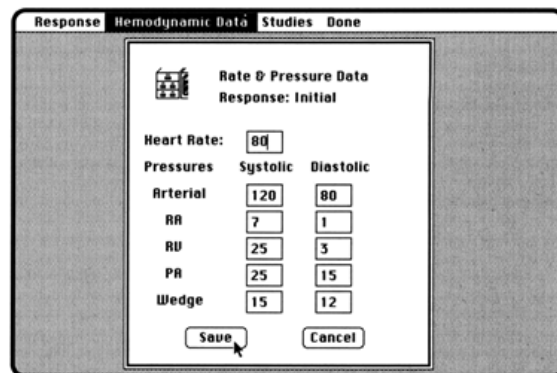 Response Hemodynamic Data Studies Done
Rate & Pressure Data
Response: Initial
Heart Rate: 80
Pressures Systolic Diastolic
Arterial 120 80
RA 7 1
RV 25 3
PA 25 15
Wedge 15 12
Save Cancel